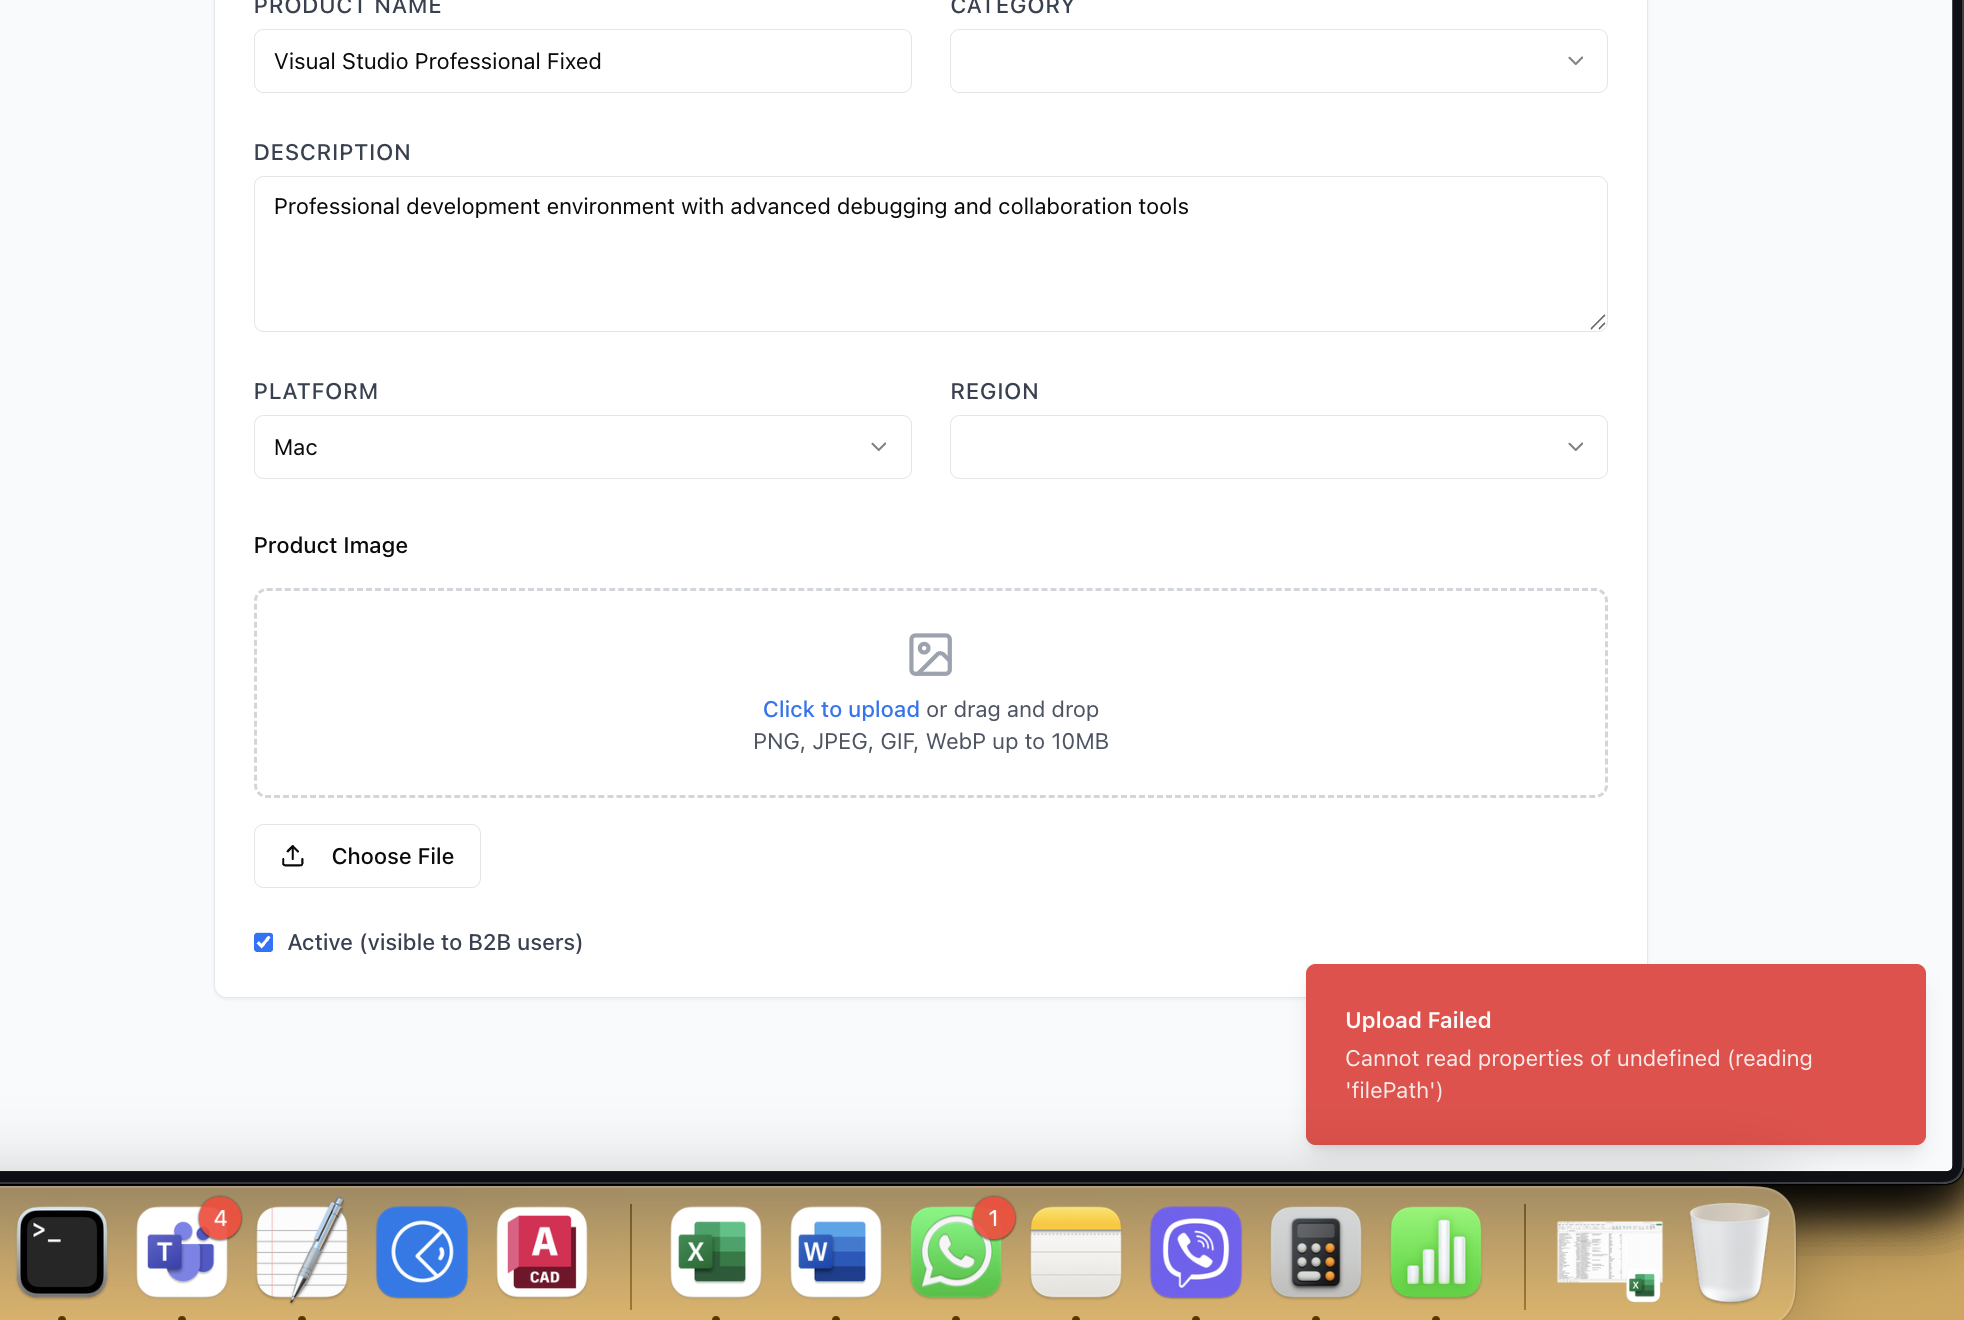 PRODUCT NAME
CATEGORY
Visual Studio Professional Fixed
DESCRIPTION
Professional development environment with advanced debugging and collaboration tools
PLATFORM
REGION
Mac
Product Image
Click to upload or drag and drop
PNG, JPEG, GIF, WebP up to 10MB
Choose File
Active (visible to B2B users)
Upload Failed
Cannot read properties of undefined (reading
'filePath')
>_
T
4
A
CAD
X
W
1
X